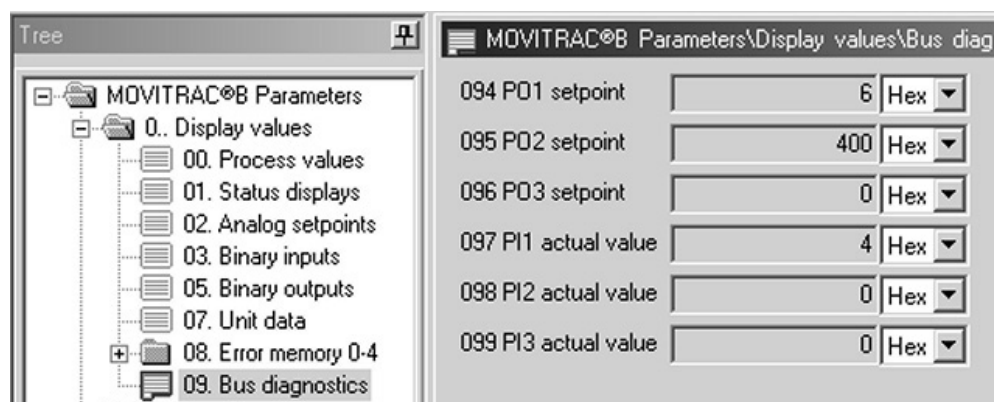 Tree
MOVITRAC®B Parameters
0.. Display values
00. Process values
01. Status displays
02. Analog setpoints
03. Binary inputs
05. Binary outputs
07. Unit data
08. Error memory 0-4
09. Bus diagnostics
MOVITRAC®B Parameters\Display values\Bus diag
094 PO1 setpoint 6 Hex
095 PO2 setpoint 400 Hex
096 PO3 setpoint 0 Hex
097 PI1 actual value 4 Hex
098 PI2 actual value 0 Hex
099 PI3 actual value 0 Hex